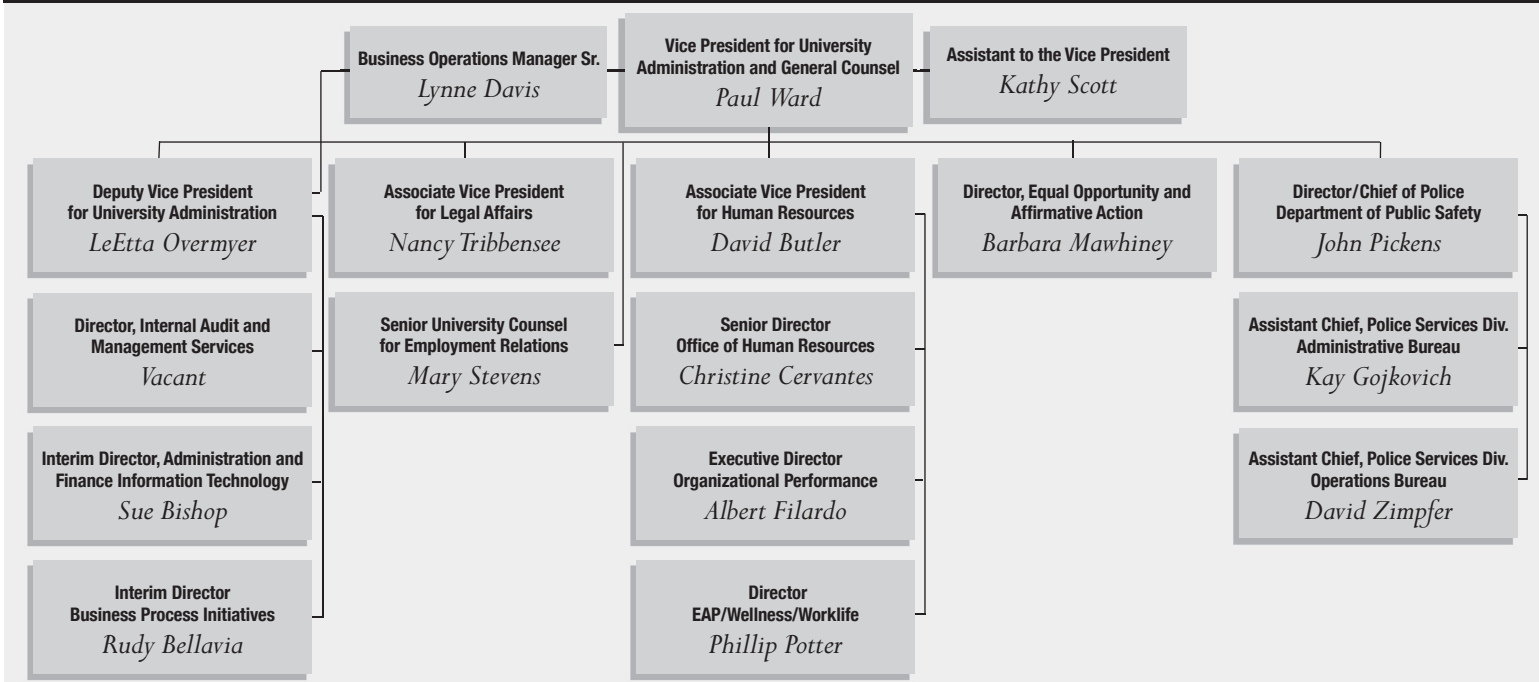 Business Operations Manager Sr.
Lynne Davis
Vice President for University
Administration and General Counsel
Paul Ward
Assistant to the Vice President
Kathy Scott
Deputy Vice President
for University Administration
LeEtta Overmyer
Associate Vice President
for Legal Affairs
Nancy Tribbensee
Associate Vice President
for Human Resources
David Butler
Director, Equal Opportunity and
Affirmative Action
Barbara Mawhiney
Director/Chief of Police
Department of Public Safety
John Pickens
Director, Internal Audit and
Management Services
Vacant
Senior University Counsel
for Employment Relations
Mary Stevens
Senior Director
Office of Human Resources
Christine Cervantes
Assistant Chief, Police Services Div.
Administrative Bureau
Kay Gojkovich
Interim Director, Administration and
Finance Information Technology
Sue Bishop
Executive Director
Organizational Performance
Albert Filardo
Assistant Chief, Police Services Div.
Operations Bureau
David Zimpfer
Interim Director
Business Process Initiatives
Rudy Bellavia
Director
EAP/Wellness/Worklife
Phillip Potter